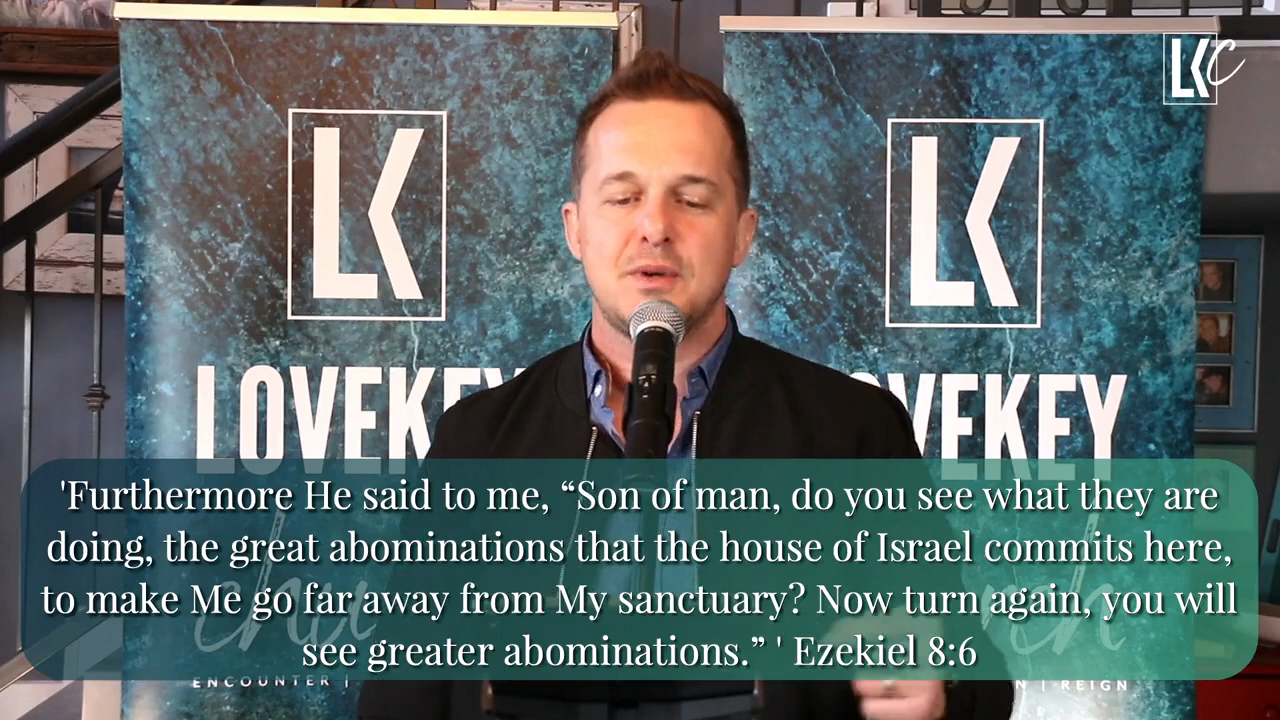 LKC
LK
LK
LOVEKEY
OVEKEY
'Furthermore He said to me, “Son of man, do you see what they are
doing, the great abominations that the house of Israel commits here,
to make Me go far away from My sanctuary? Now turn again, you will
see greater abominations.” ' Ezekiel 8:6
ENCOUNTER |
| REIGN